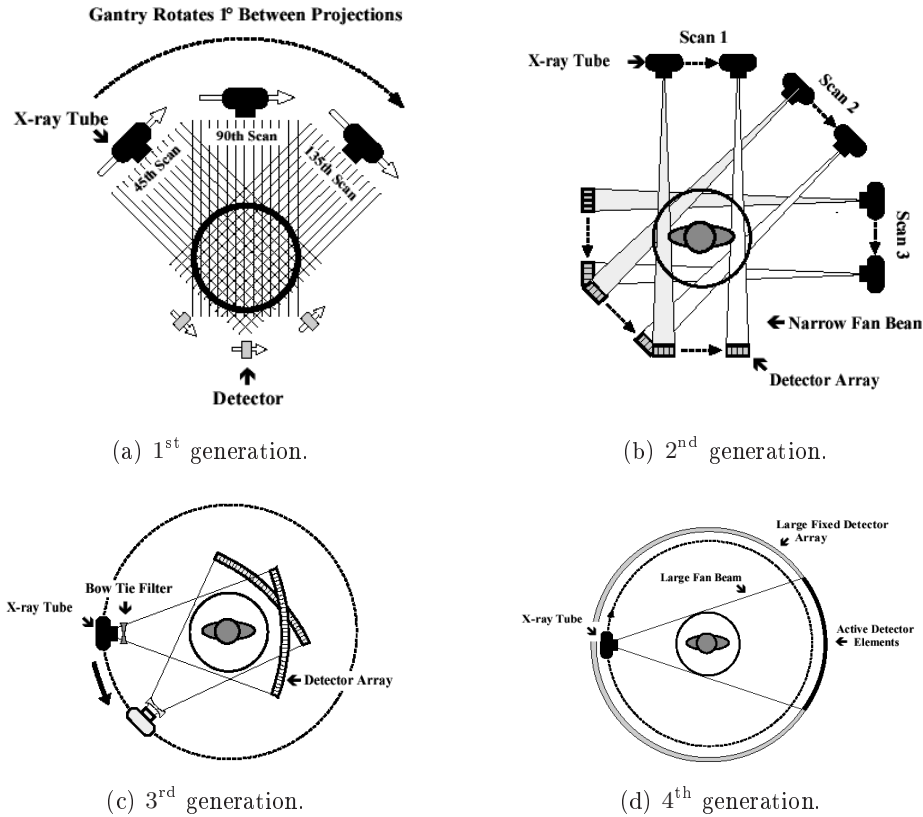 Gantry Rotates 1° Between Projections
X-ray Tube
45th Scan
90th Scan
135th Scan
Detector
(a) 1st generation.
Scan 1
X-ray Tube
Scan 2
Scan 3
Narrow Fan Beam
Detector Array
(b) 2nd generation.
Bow Tie Filter
X-ray Tube
Detector Array
(c) 3rd generation.
Large Fixed Detector
Array
Large Fan Beam
X-ray Tube
Active Detector
Elements
(d) 4th generation.